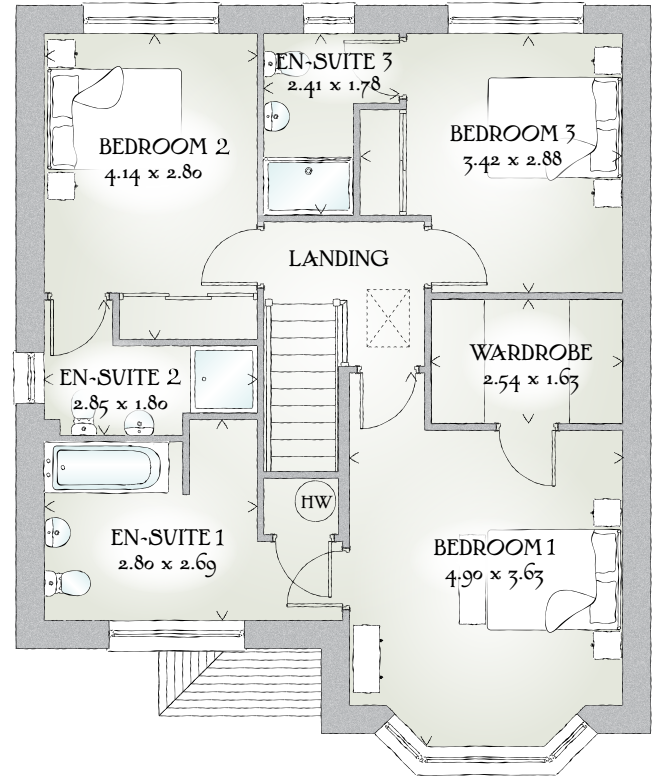 EN-SUITE 3
2.41 x 1.78
BEDROOM 2
4.14 x 2.80
BEDROOM 3
3.42 x 2.88
LANDING
WARDROBE
2.54 x 1.63
EN-SUITE 2
2.85 x 1.80
HW
EN-SUITE 1
2.80 x 2.69
BEDROOM 1
4.90 x 3.63